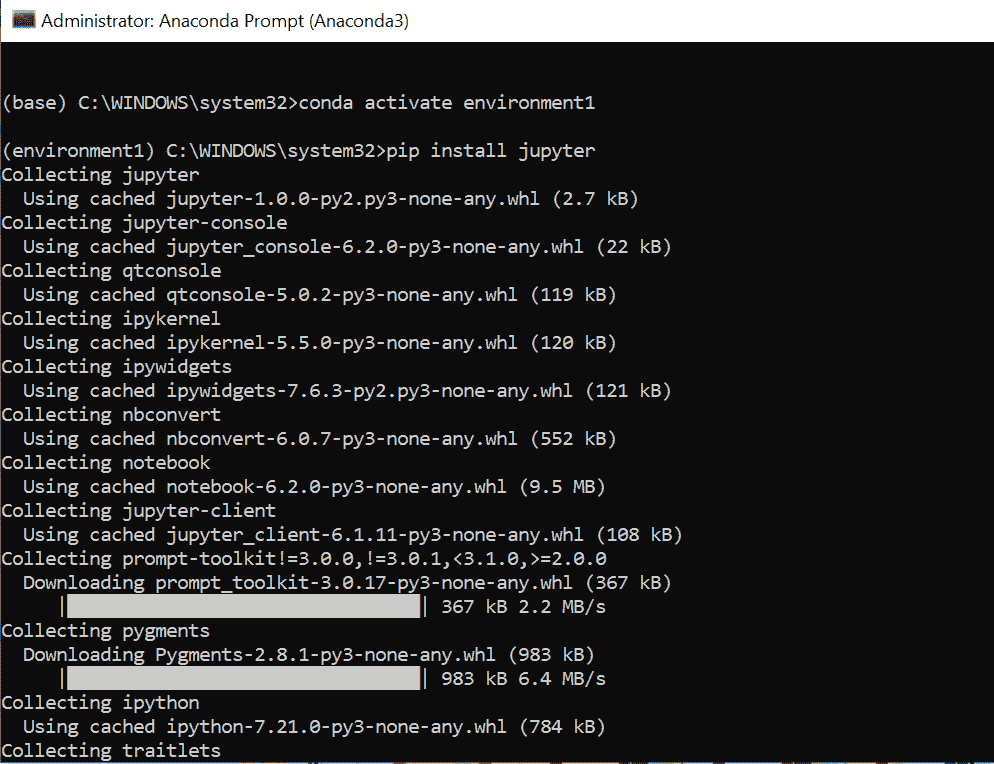 Administrator: Anaconda Prompt (Anaconda3)
(base) C:\WINDOWS\system32>conda activate environment1
(environment1) C:\WINDOWS\system32>pip install jupyter
Collecting jupyter
  Using cached jupyter-1.0.0-py2.py3-none-any.whl (2.7 kB)
Collecting jupyter-console
  Using cached jupyter_console-6.2.0-py3-none-any.whl (22 kB)
Collecting qtconsole
  Using cached qtconsole-5.0.2-py3-none-any.whl (119 kB)
Collecting ipykernel
  Using cached ipykernel-5.5.0-py3-none-any.whl (120 kB)
Collecting ipywidgets
  Using cached ipywidgets-7.6.3-py2.py3-none-any.whl (121 kB)
Collecting nbconvert
  Using cached nbconvert-6.0.7-py3-none-any.whl (552 kB)
Collecting notebook
  Using cached notebook-6.2.0-py3-none-any.whl (9.5 MB)
Collecting jupyter-client
  Using cached jupyter_client-6.1.11-py3-none-any.whl (108 kB)
Collecting prompt-toolkit!=3.0.0,!=3.0.1,<3.1.0,>=2.0.0
  Downloading prompt_toolkit-3.0.17-py3-none-any.whl (367 kB)
     |████████████████████████████████| 367 kB 2.2 MB/s
Collecting pygments
  Downloading Pygments-2.8.1-py3-none-any.whl (983 kB)
     |████████████████████████████████| 983 kB 6.4 MB/s
Collecting ipython
  Using cached ipython-7.21.0-py3-none-any.whl (784 kB)
Collecting traitlets